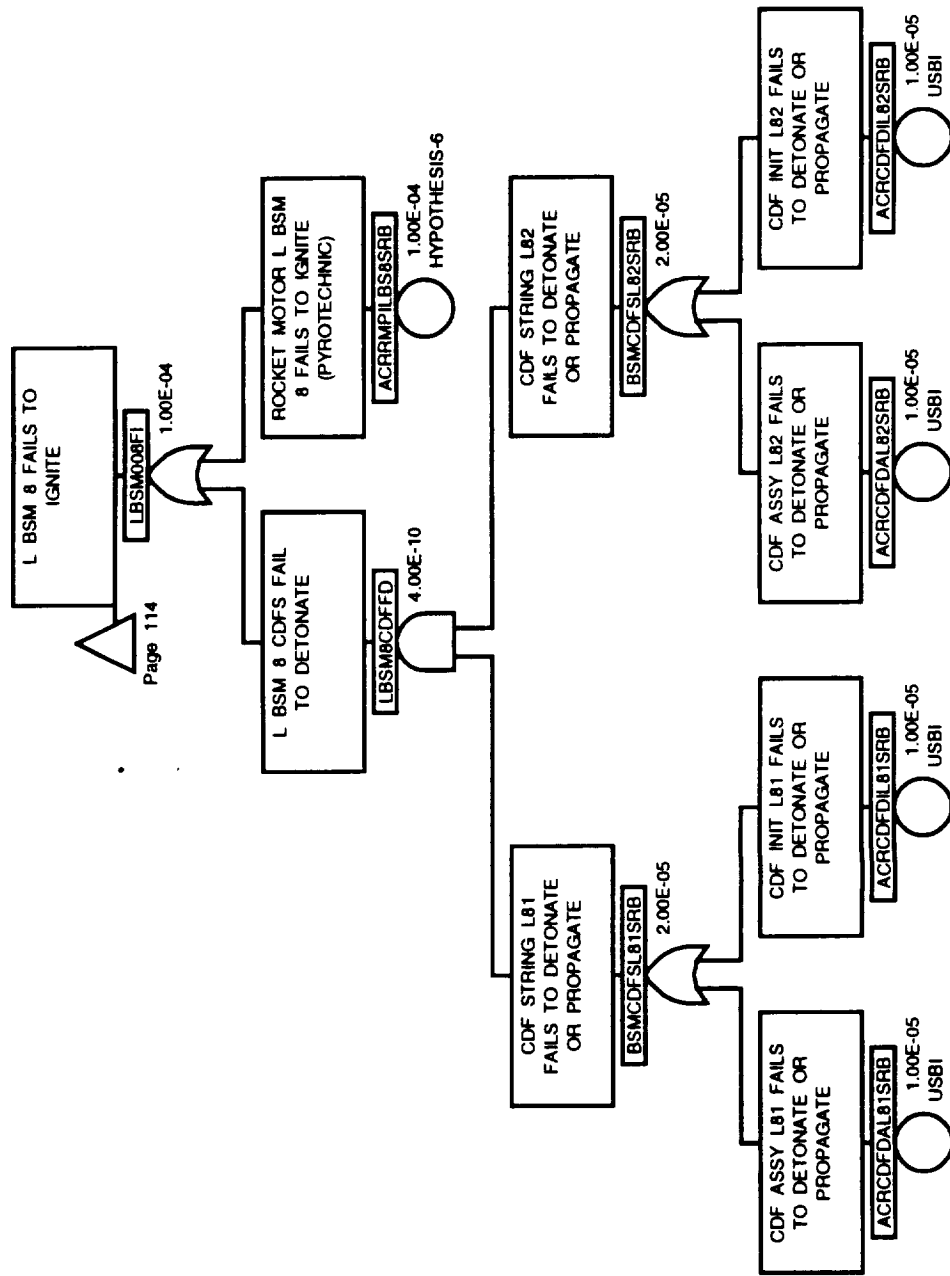 L BSM 8 FAILS TO
IGNITE
Page 114
LBSM008FI
1.00E-04
L BSM 8 CDFS FAIL
TO DETONATE
LBSM8CDFFD
4.00E-10
ROCKET MOTOR L BSM
8 FAILS TO IGNITE
(PYROTECHNIC)
ACRRMPILBS8SRB
1.00E-04
HYPOTHESIS-6
CDF STRING L81
FAILS TO DETONATE
OR PROPAGATE
BSMCDFSL81SRB
2.00E-05
CDF STRING L82
FAILS TO DETONATE
OR PROPAGATE
BSMCDFSL82SRB
2.00E-05
CDF ASSY L81 FAILS
TO DETONATE OR
PROPAGATE
ACRCDFDAL81SRB
1.00E-05
USBI
CDF INIT L81 FAILS
TO DETONATE OR
PROPAGATE
ACRCDFDIL81SRB
1.00E-05
USBI
CDF ASSY L82 FAILS
TO DETONATE OR
PROPAGATE
ACRCDFDAL82SRB
1.00E-05
USBI
CDF INIT L82 FAILS
TO DETONATE OR
PROPAGATE
ACRCDFDIL82SRB
1.00E-05
USBI